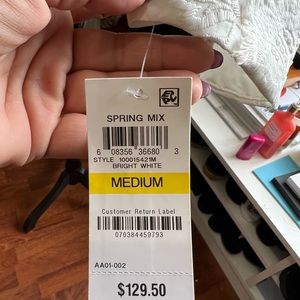 SPRING MIX
6 08356 36680 3
STYLE 100015421M
BRIGHT WHITE
MEDIUM
Customer Return Label
070384459793
AA01-002
$129.50